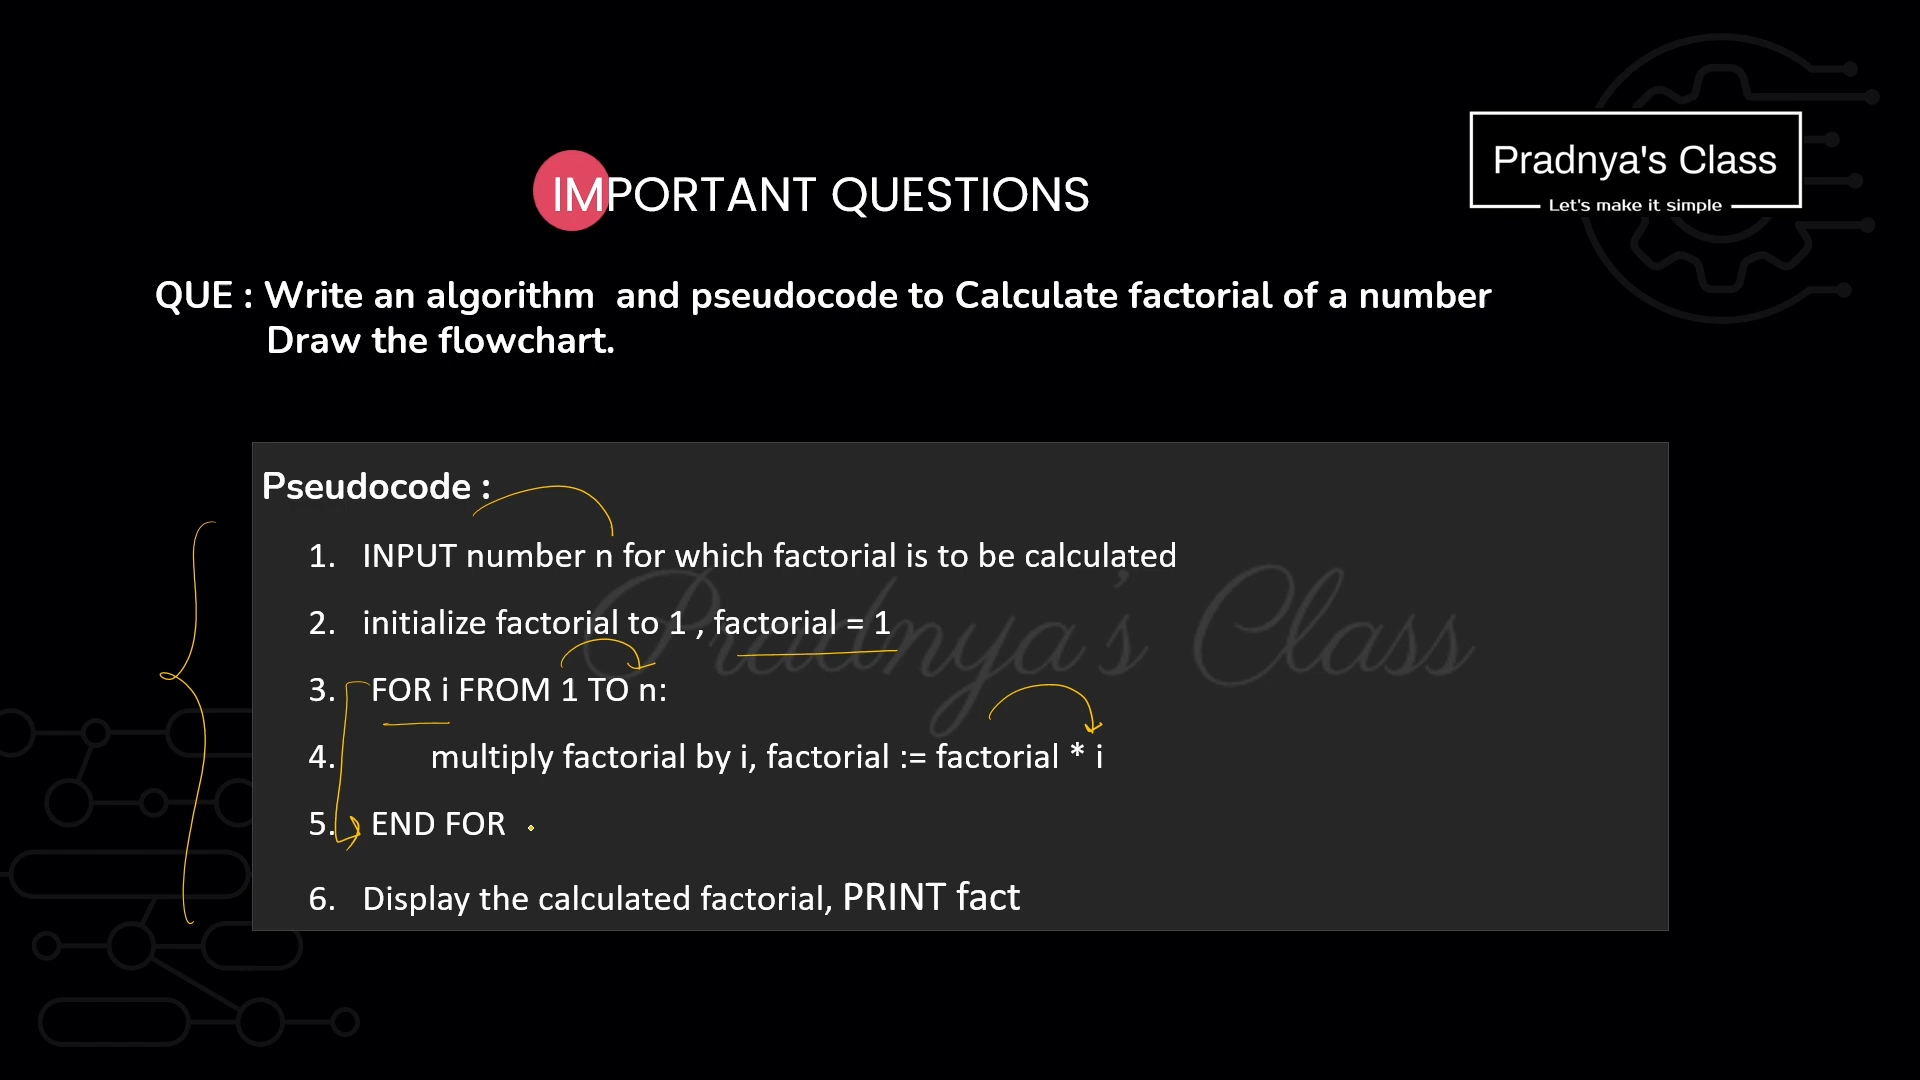 IMPORTANT QUESTIONS
Pradnya's Class
Let's make it simple
QUE : Write an algorithm  and pseudocode to Calculate factorial of a number
Draw the flowchart.
Pseudocode :
1. INPUT number n for which factorial is to be calculated
2. initialize factorial to 1 , factorial = 1
3. FOR i FROM 1 TO n:
4. multiply factorial by i, factorial := factorial * i
5. END FOR
6. Display the calculated factorial, PRINT fact
Pradnya's Class